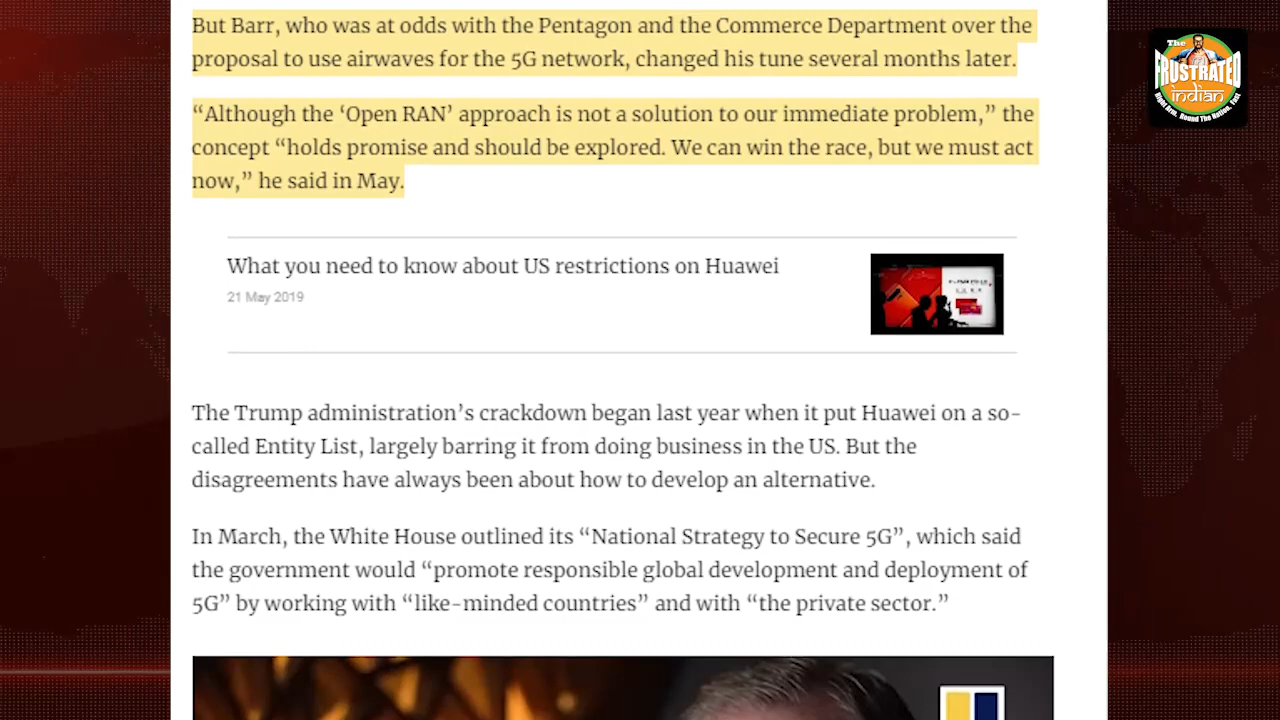 But Barr, who was at odds with the Pentagon and the Commerce Department over the
proposal to use airwaves for the 5G network, changed his tune several months later.
“Although the ‘Open RAN’ approach is not a solution to our immediate problem,” the
concept “holds promise and should be explored. We can win the race, but we must act
now,” he said in May.
What you need to know about US restrictions on Huawei
21 May 2019
The Trump administration’s crackdown began last year when it put Huawei on a so-
called Entity List, largely barring it from doing business in the US. But the
disagreements have always been about how to develop an alternative.
In March, the White House outlined its “National Strategy to Secure 5G”, which said
the government would “promote responsible global development and deployment of
5G” by working with “like-minded countries” and with “the private sector.”
The
FRUSTRATED
indian
Right Arm. Round The Nation. Fast